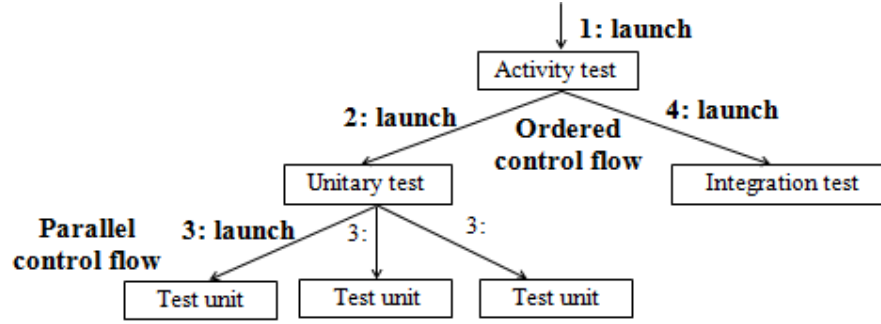 1: launch
Activity test
2: launch
Ordered
control flow
4: launch
Unitary test
Integration test
Parallel
control flow
3: launch
3:
3:
Test unit
Test unit
Test unit